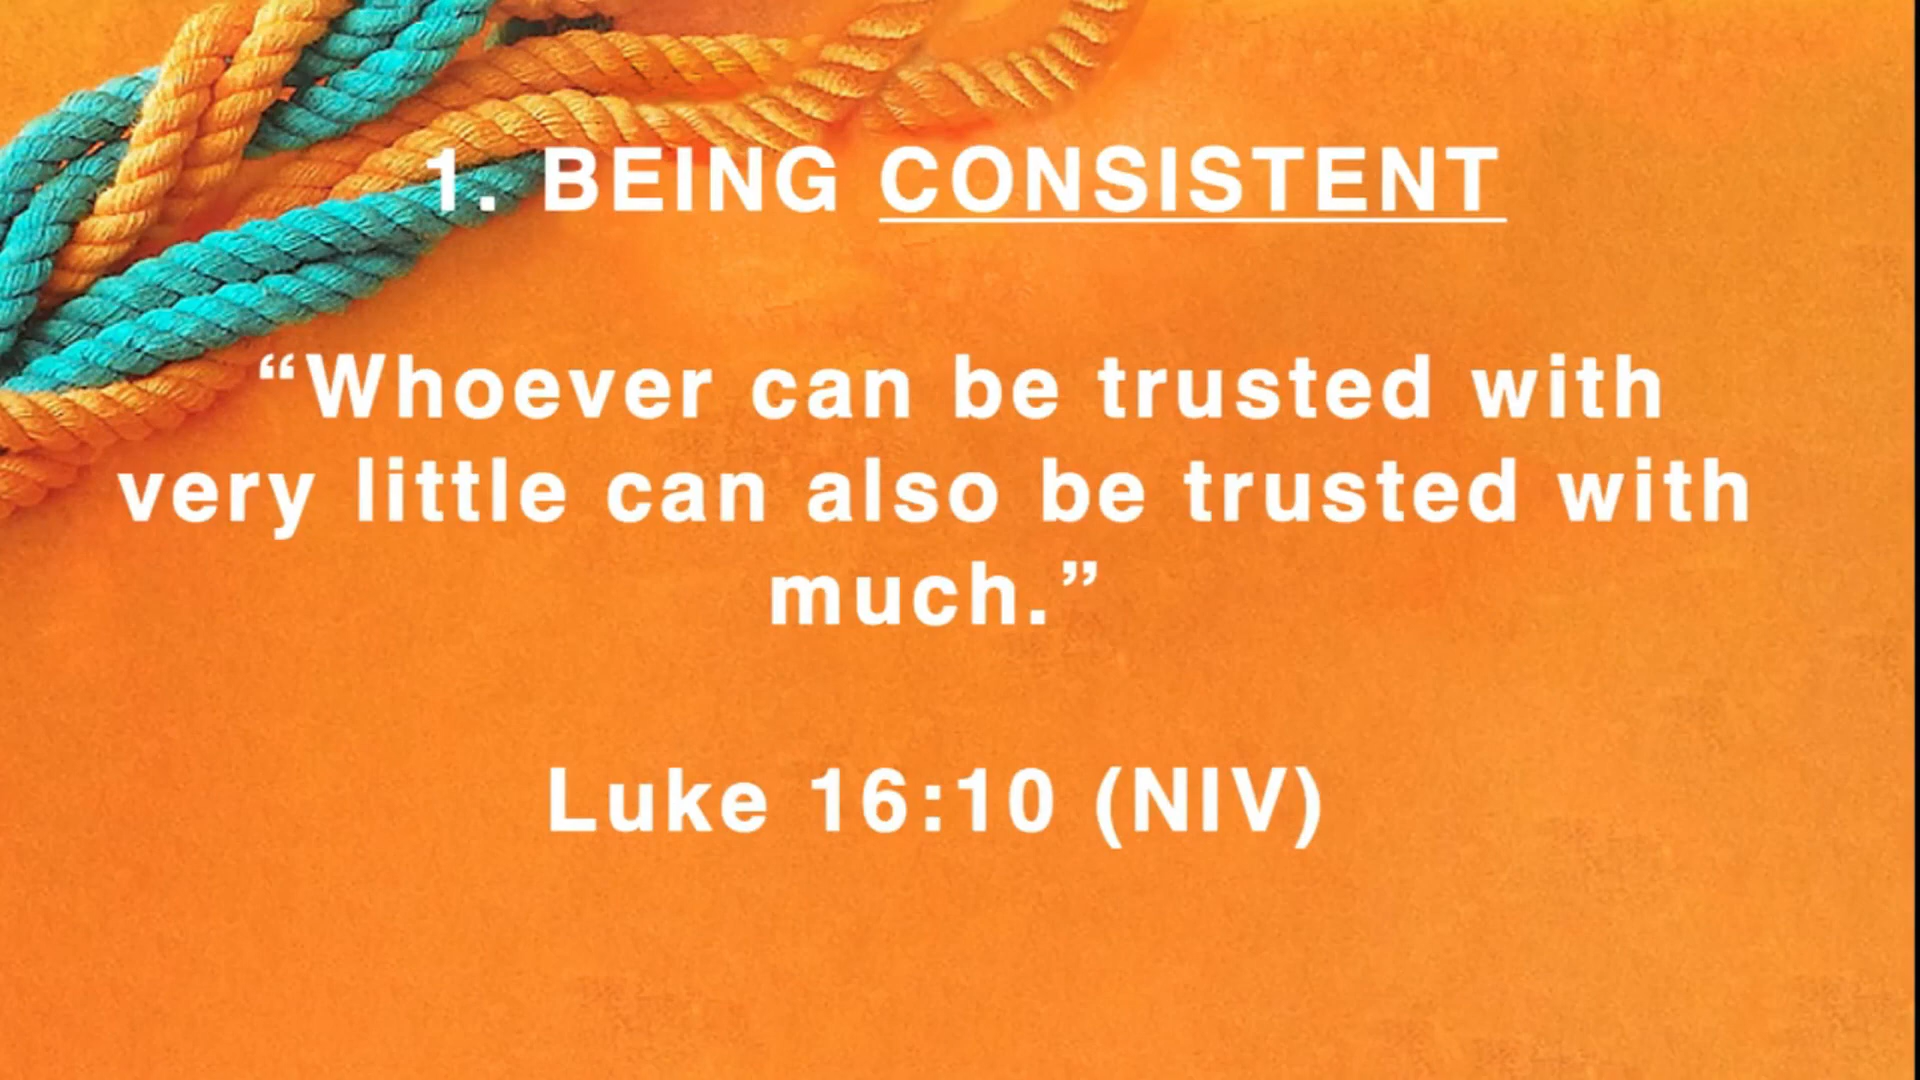 1. BEING CONSISTENT
“Whoever can be trusted with
very little can also be trusted with
much.”
Luke 16:10 (NIV)